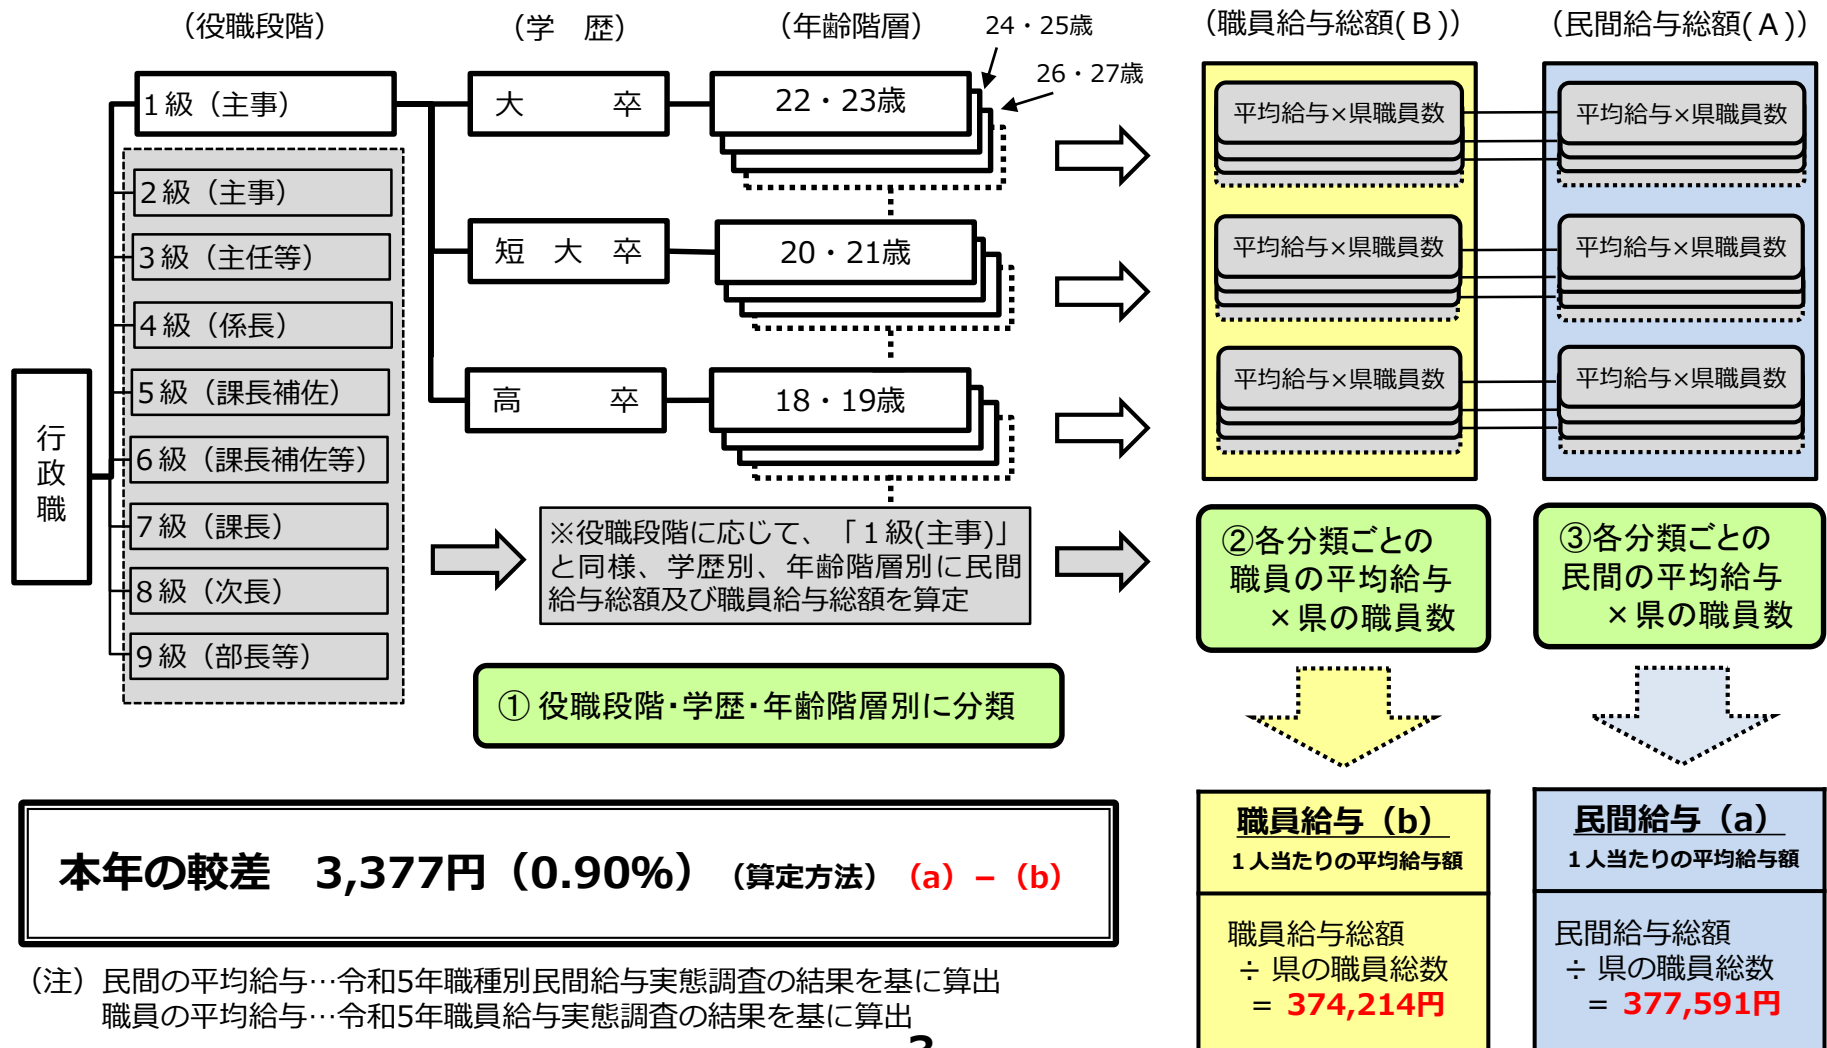 （役職段階）
（学　歴）
（年齢階層）
24・25歳
26・27歳
（職員給与総額(Ｂ)）
（民間給与総額(Ａ)）
１級（主事）
２級（主事）
３級（主任等）
４級（係長）
５級（課長補佐）
６級（課長補佐等）
７級（課長）
８級（次長）
９級（部長等）
行政職
大　　　卒
短　大　卒
高　　　卒
22・23歳
20・21歳
18・19歳
平均給与×県職員数
平均給与×県職員数
平均給与×県職員数
平均給与×県職員数
平均給与×県職員数
平均給与×県職員数
※役職段階に応じて、「１級(主事)」
と同様、学歴別、年齢階層別に民間
給与総額及び職員給与総額を算定
① 役職段階・学歴・年齢階層別に分類
②各分類ごとの
職員の平均給与
×県の職員数
③各分類ごとの
民間の平均給与
×県の職員数
職員給与（b）
１人当たりの平均給与額
職員給与総額
÷ 県の職員総数
= 374,214円
民間給与（a）
１人当たりの平均給与額
民間給与総額
÷ 県の職員総数
= 377,591円
本年の較差　3,377円（0.90%）（算定方法）（a）－（b）
（注）民間の平均給与…令和5年職種別民間給与実態調査の結果を基に算出
職員の平均給与…令和5年職員給与実態調査の結果を基に算出